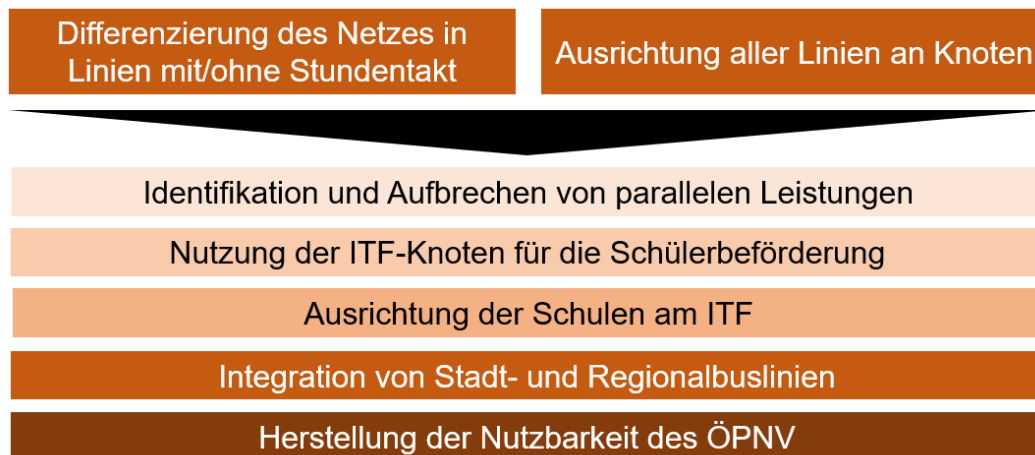 Differenzierung des Netzes in
Linien mit/ohne Stundentakt
Ausrichtung aller Linien an Knoten
Identifikation und Aufbrechen von parallelen Leistungen
Nutzung der ITF-Knoten für die Schülerbeförderung
Ausrichtung der Schulen am ITF
Integration von Stadt- und Regionalbuslinien
Herstellung der Nutzbarkeit des ÖPNV